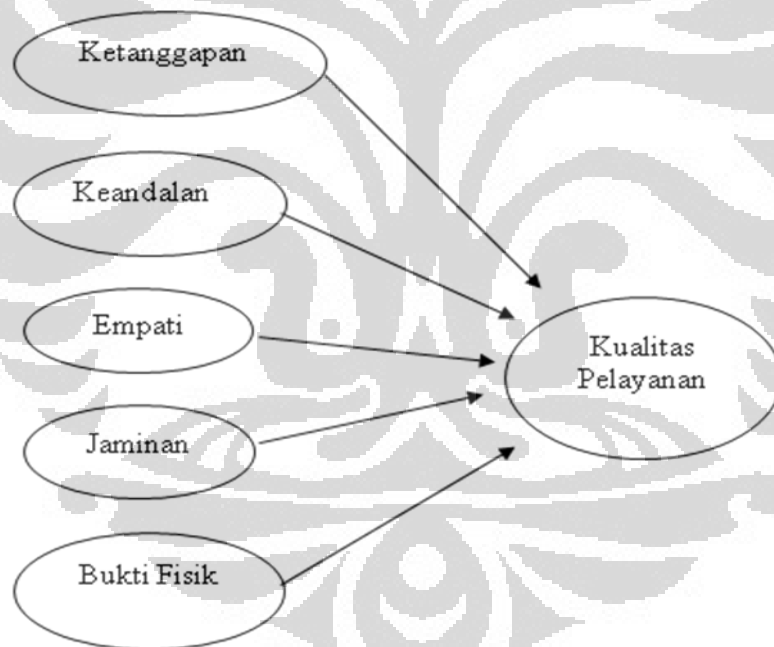 Ketanggapan
Keandalan
Empati
Jaminan
Bukti Fisik
Kualitas
Pelayanan